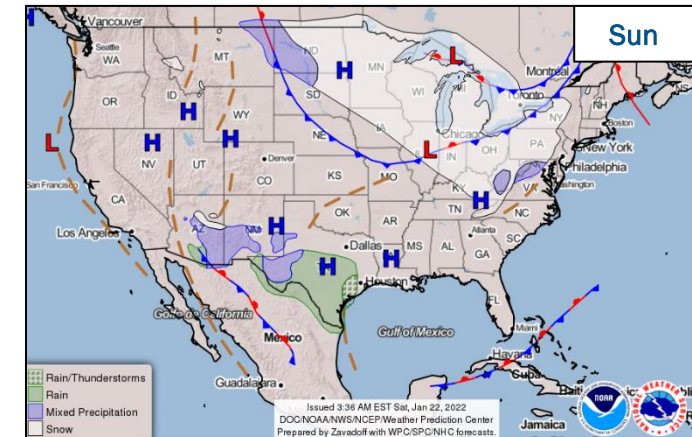 Sun
Vancouver
Seattle
WA
MT
ND
MN
Montreal
OR
ID
WY
SD
WI
MI
Toronto
NY
NH
Boston
NE
IA
Chicago
New York
NV
UT
Denver
CO
KS
MO
IL
IN
OH
PA
Philadelphia
San Francisco
CA
KY
VA
Washington
Los Angeles
AZ
NM
OK
AR
TN
NC
SC
Atlanta
Dallas
MS
AL
GA
Houston
FL
Golfo de California
Mexico
Gulf of Mexico
Miami
Havana
Cuba
Guadalajara
Jamaica
H
H
H
H
H
H
H
H
H
L
L
L
Rain/Thunderstorms
Rain
Mixed Precipitation
Snow
Issued 3:36 AM EST Sat, Jan 22, 2022
DOC/NOAA/NWS/NCEP/Weather Prediction Center
Prepared by Zavadoff with WPC/SPC/NHC forecasts.
NOAA